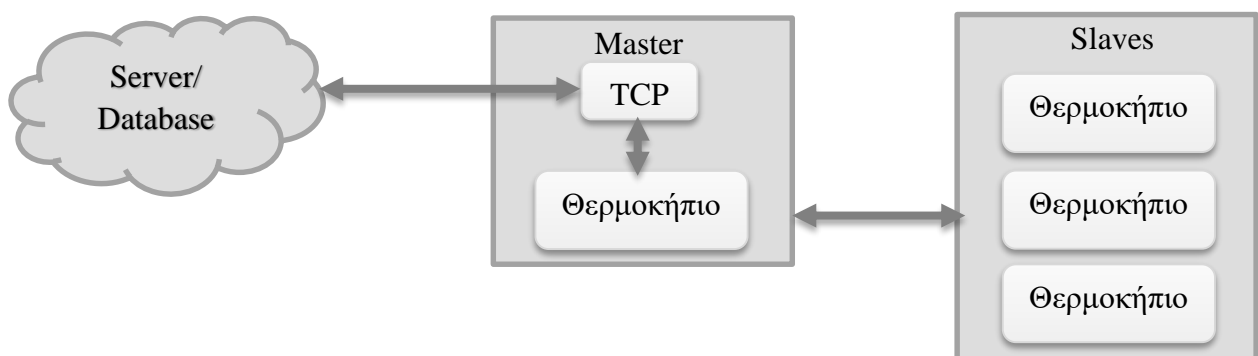 Server/
Database
Master
TCP
Θερμοκήπιο
Slaves
Θερμοκήπιο
Θερμοκήπιο
Θερμοκήπιο